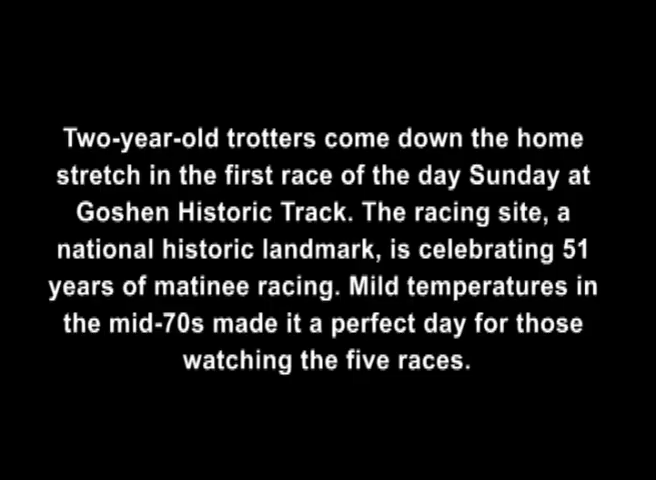 Two-year-old trotters come down the home
stretch in the first race of the day Sunday at
Goshen Historic Track. The racing site, a
national historic landmark, is celebrating 51
years of matinee racing. Mild temperatures in
the mid-70s made it a perfect day for those
watching the five races.